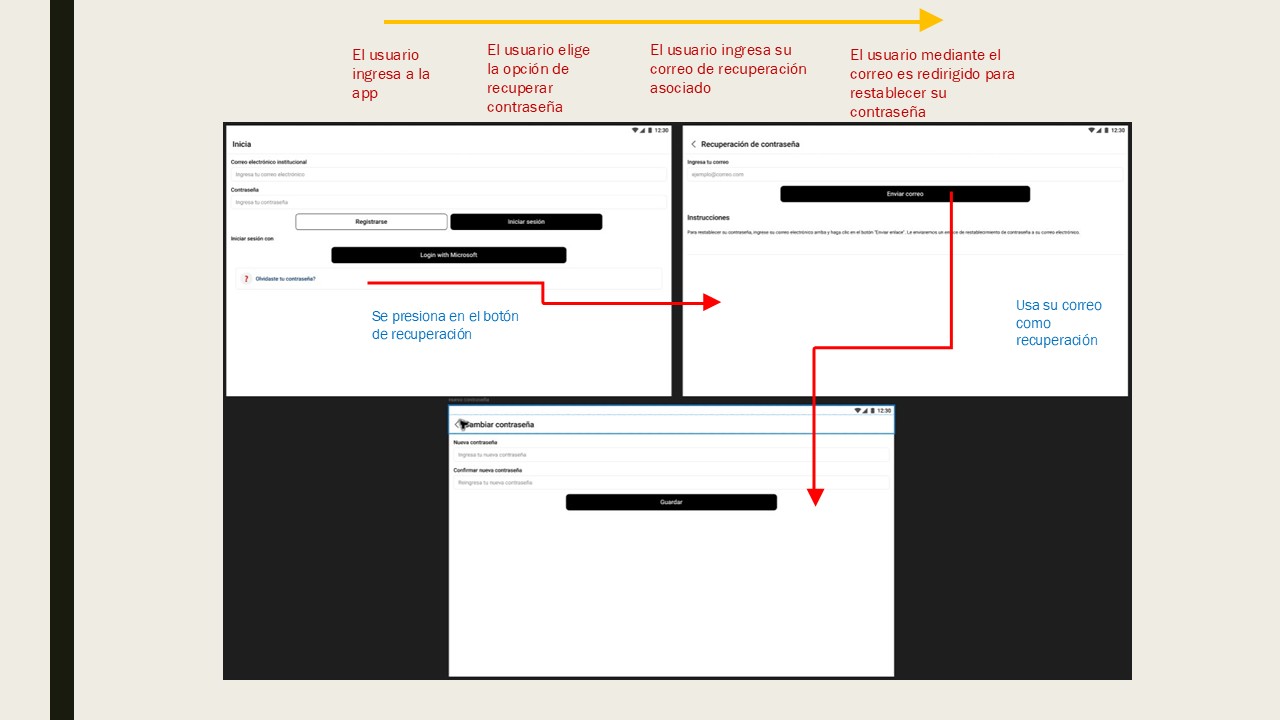 El usuario
ingresa a la
app
El usuario elige
la opción de
recuperar
contraseña
El usuario ingresa su
correo de recuperación
asociado
El usuario mediante el
correo es redirigido para
restablecer su
contraseña
12:30
Inicia
Correo electrónico institucional
Ingresa tu correo electrónico
Contraseña
Ingresa tu contraseña
Registrarse
Iniciar sesión
Iniciar sesión con
Login with Microsoft
? Olvidaste tu contraseña?
Se presiona en el botón
de recuperación
12:30
Recuperación de contraseña
Ingresa tu correo
ejemplo@correo.com
Enviar correo
Instrucciones
Para restablecer su contraseña, ingrese su correo electrónico arriba y haga clic en el botón "Enviar enlace". Le enviaremos un enlace de restablecimiento de contraseña a su correo electrónico.
Usa su correo
como
recuperación
nueva contraseña
12:30
Cambiar contraseña
Nueva contraseña
Ingresa tu nueva contraseña
Confirmar nueva contraseña
Reingresa tu nueva contraseña
Guardar